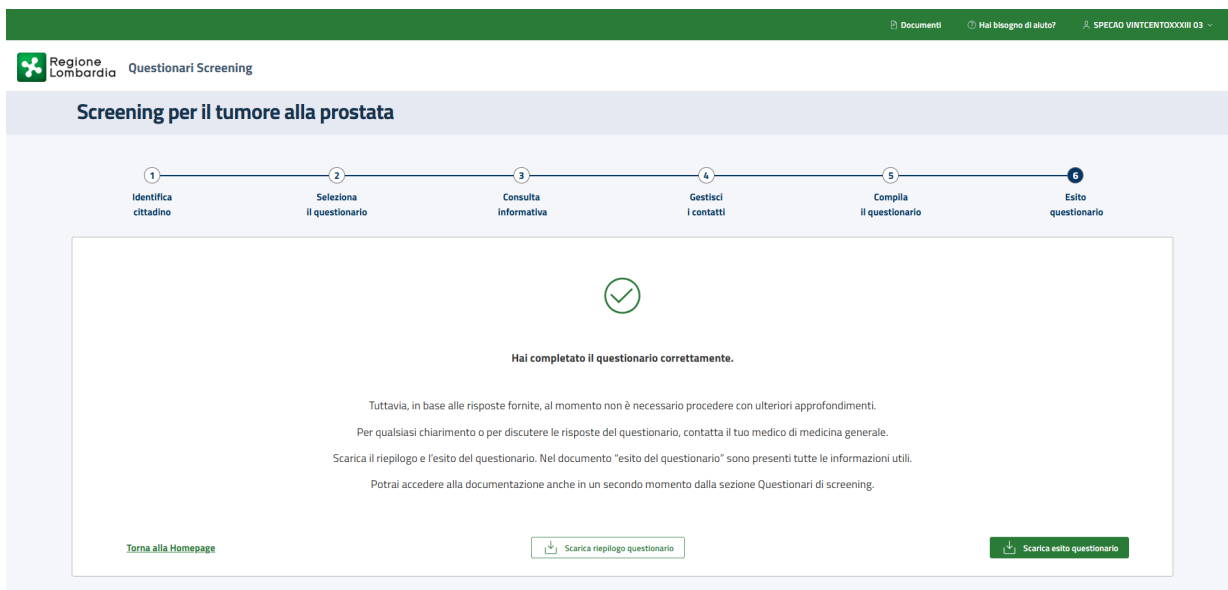 Documenti
Hai bisogno di aiuto?
SPECAO VINTCENTOXXXIII 03
Regione
Lombardia
Questionari Screening
Screening per il tumore alla prostata
1
Identifica
cittadino
2
Seleziona
il questionario
3
Consulta
informativa
4
Gestisci
i contatti
5
Compila
il questionario
6
Esito
questionario
Hai completato il questionario correttamente.
Tuttavia, in base alle risposte fornite, al momento non è necessario procedere con ulteriori approfondimenti.
Per qualsiasi chiarimento o per discutere le risposte del questionario, contatta il tuo medico di medicina generale.
Scarica il riepilogo e l'esito del questionario. Nel documento "esito del questionario" sono presenti tutte le informazioni utili.
Potrai accedere alla documentazione anche in un secondo momento dalla sezione Questionari di screening.
Torna alla Homepage
Scarica riepilogo questionario
Scarica esito questionario